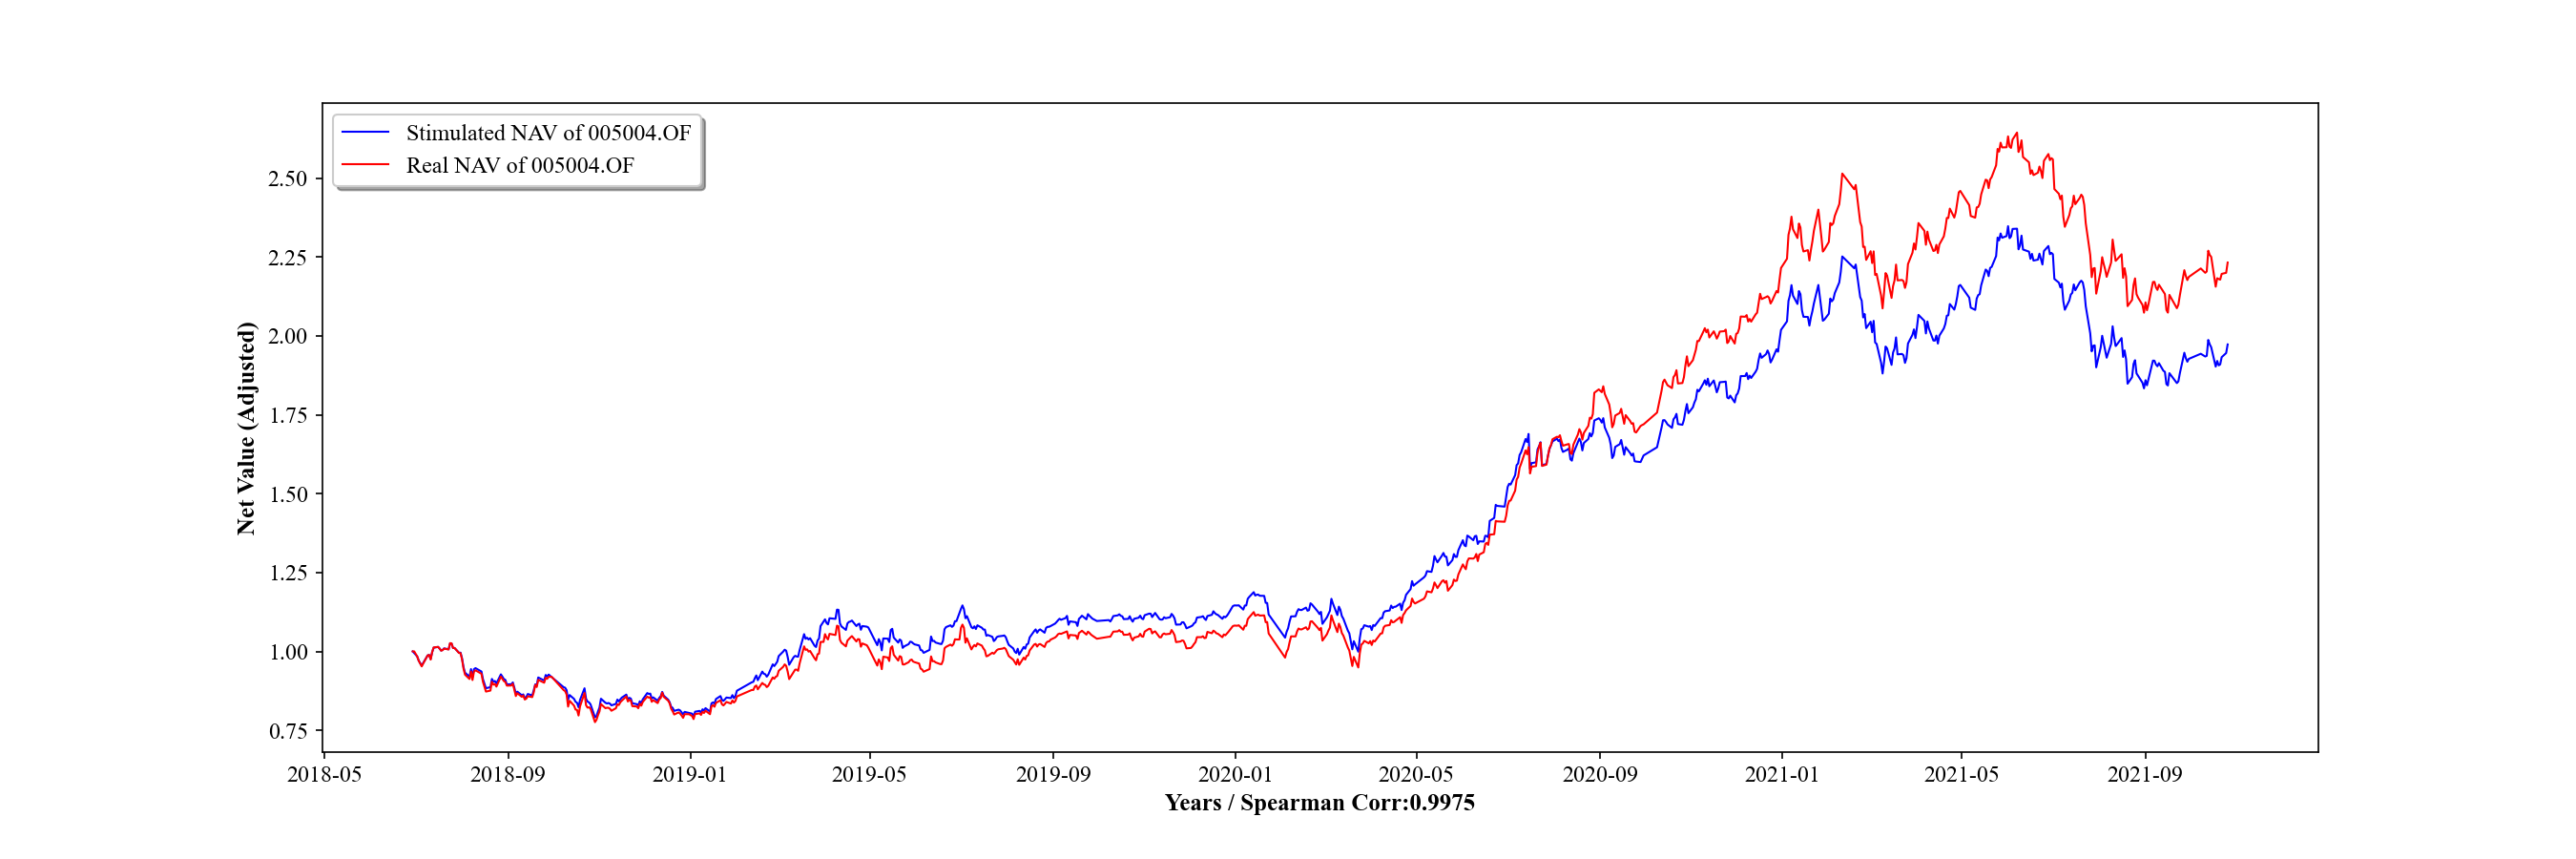 Stimulated NAV of 005004.OF
Real NAV of 005004.OF
2.50
2.25
2.00
1.75
1.50
1.25
1.00
0.75
Net Value (Adjusted)
2018-05 2018-09 2019-01 2019-05 2019-09 2020-01 2020-05 2020-09 2021-01 2021-05 2021-09
Years / Spearman Corr:0.9975